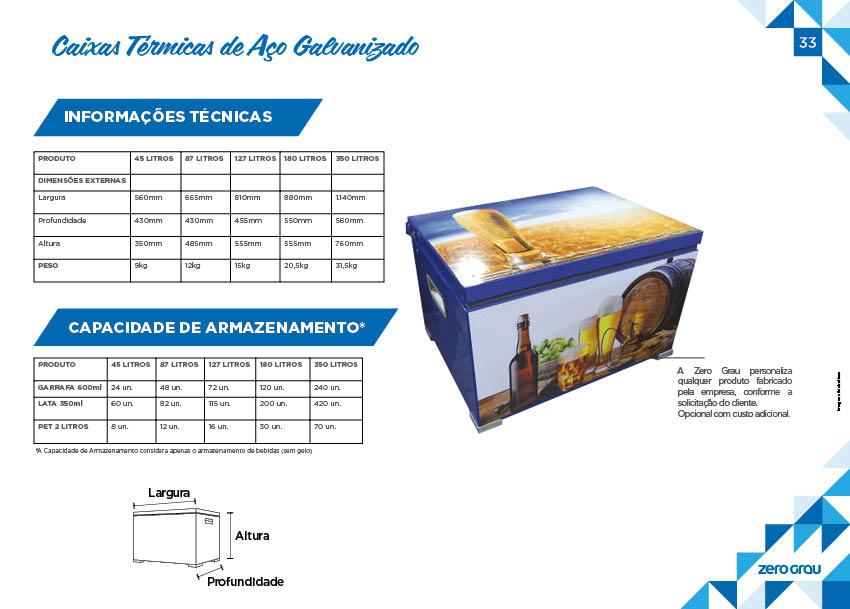 Caixas Térmicas de Aço Galvanizado
33
INFORMAÇÕES TÉCNICAS
PRODUTO 45 LITROS 87 LITROS 127 LITROS 180 LITROS 350 LITROS
DIMENSÕES EXTERNAS
Largura 560mm 665mm 810mm 880mm 1.140mm
Profundidade 430mm 430mm 455mm 550mm 560mm
Altura 350mm 485mm 555mm 555mm 760mm
PESO 9kg 12kg 15kg 20,5kg 31,5kg
CAPACIDADE DE ARMAZENAMENTO*
PRODUTO 45 LITROS 87 LITROS 127 LITROS 180 LITROS 350 LITROS
GARRAFA 600ml 24 un. 48 un. 72 un. 120 un. 240 un.
LATA 350ml 60 un. 82 un. 115 un. 200 un. 420 un.
PET 2 LITROS 8 un. 12 un. 16 un. 30 un. 70 un.
*A Capacidade de Armazenamento considera apenas o armazenamento de bebidas (sem gelo)
A Zero Grau personaliza
qualquer produto fabricado
pela empresa, conforme a
solicitação do cliente.
Opcional com custo adicional.
Largura
Altura
Profundidade
zero grau